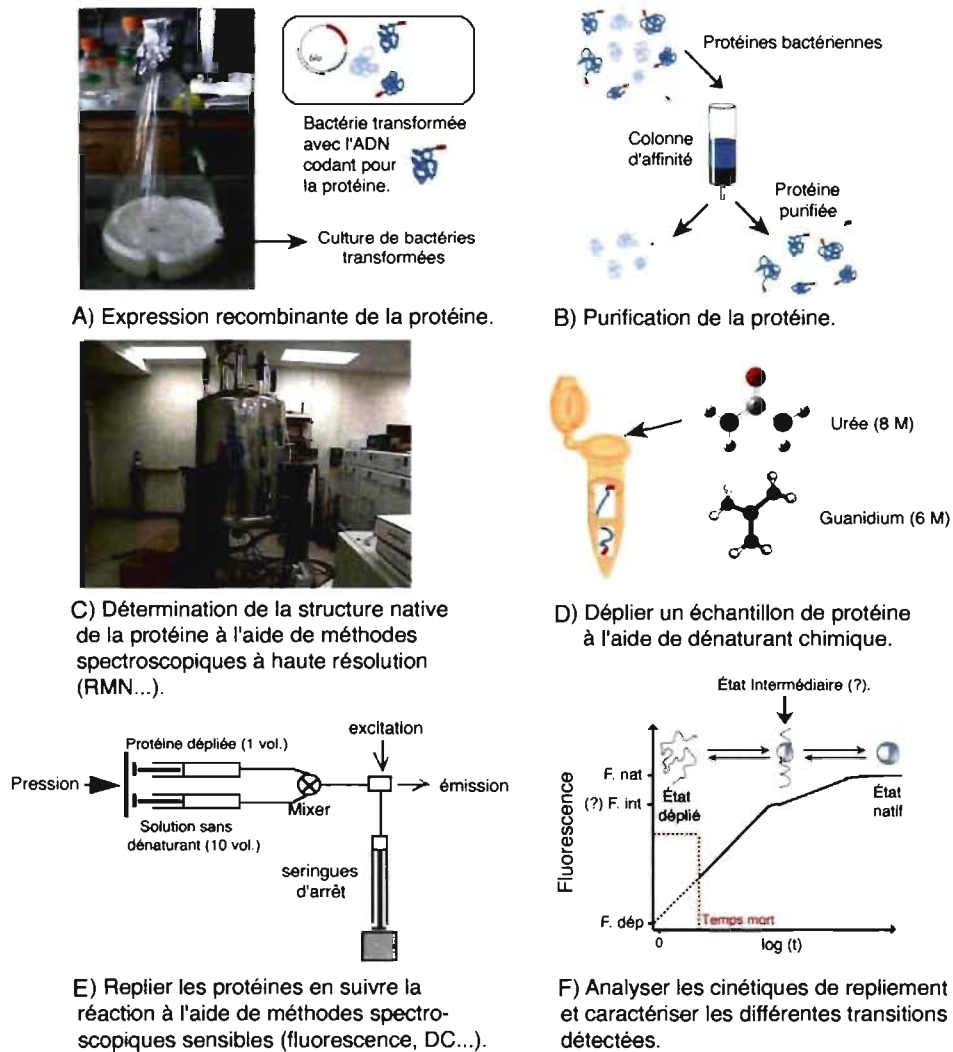 bla
Bactérie transformée
avec l'ADN
codant pour
la protéine.
Culture de bactéries
transformées
A) Expression recombinante de la protéine.
Protéines bactériennes
Colonne
d'affinité
Protéine
purifiée
B) Purification de la protéine.
C) Détermination de la structure native
de la protéine à l'aide de méthodes
spectroscopiques à haute résolution
(RMN...).
Urée (8 M)
Guanidium (6 M)
D) Déplier un échantillon de protéine
à l'aide de dénaturant chimique.
Protéine dépliée (1 vol.)
Pression
Solution sans
dénaturant (10 vol.)
Mixer
excitation
émission
seringues
d'arrêt
E) Replier les protéines en suivre la
réaction à l'aide de méthodes spectro-
scopiques sensibles (fluorescence, DC...).
État Intermédiaire (?).
Fluorescence
F. nat
(?) F. int
F. dép
État
déplié
État
natif
Temps mort
0
log (t)
F) Analyser les cinétiques de repliement
et caractériser les différentes transitions
détectées.